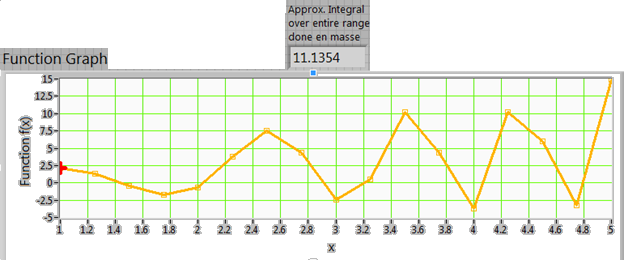 Approx. Integral
over entire range
done en masse
11.1354
Function Graph
Function f(x)
15
12.5
10
7.5
5
2.5
0
-2.5
-5
1 1.2 1.4 1.6 1.8 2 2.2 2.4 2.6 2.8 3 3.2 3.4 3.6 3.8 4 4.2 4.4 4.6 4.8 5
x